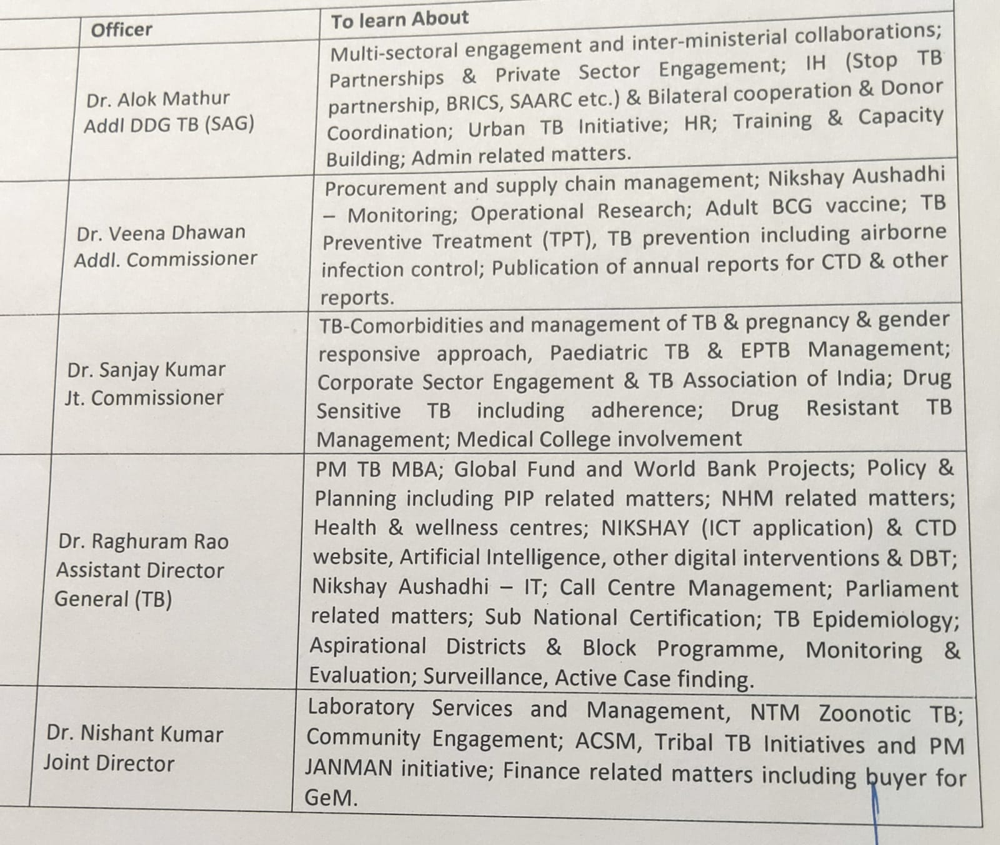 Officer
To learn About
Dr. Alok Mathur
Addl DDG TB (SAG)
Multi-sectoral engagement and inter-ministerial collaborations;
Partnerships & Private Sector Engagement; IH (Stop TB
partnership, BRICS, SAARC etc.) & Bilateral cooperation & Donor
Coordination; Urban TB Initiative; HR; Training & Capacity
Building; Admin related matters.
Dr. Veena Dhawan
Addl. Commissioner
Procurement and supply chain management; Nikshay Aushadhi
– Monitoring; Operational Research; Adult BCG vaccine; TB
Preventive Treatment (TPT), TB prevention including airborne
infection control; Publication of annual reports for CTD & other
reports.
Dr. Sanjay Kumar
Jt. Commissioner
TB-Comorbidities and management of TB & pregnancy & gender
responsive approach, Paediatric TB & EPTB Management;
Corporate Sector Engagement & TB Association of India; Drug
Sensitive TB including adherence; Drug Resistant TB
Management; Medical College involvement
Dr. Raghuram Rao
Assistant Director
General (TB)
PM TB MBA; Global Fund and World Bank Projects; Policy &
Planning including PIP related matters; NHM related matters;
Health & wellness centres; NIKSHAY (ICT application) & CTD
website, Artificial Intelligence, other digital interventions & DBT;
Nikshay Aushadhi – IT; Call Centre Management; Parliament
related matters; Sub National Certification; TB Epidemiology;
Aspirational Districts & Block Programme, Monitoring &
Evaluation; Surveillance, Active Case finding.
Dr. Nishant Kumar
Joint Director
Laboratory Services and Management, NTM Zoonotic TB;
Community Engagement; ACSM, Tribal TB Initiatives and PM
JANMAN initiative; Finance related matters including buyer for
GeM.